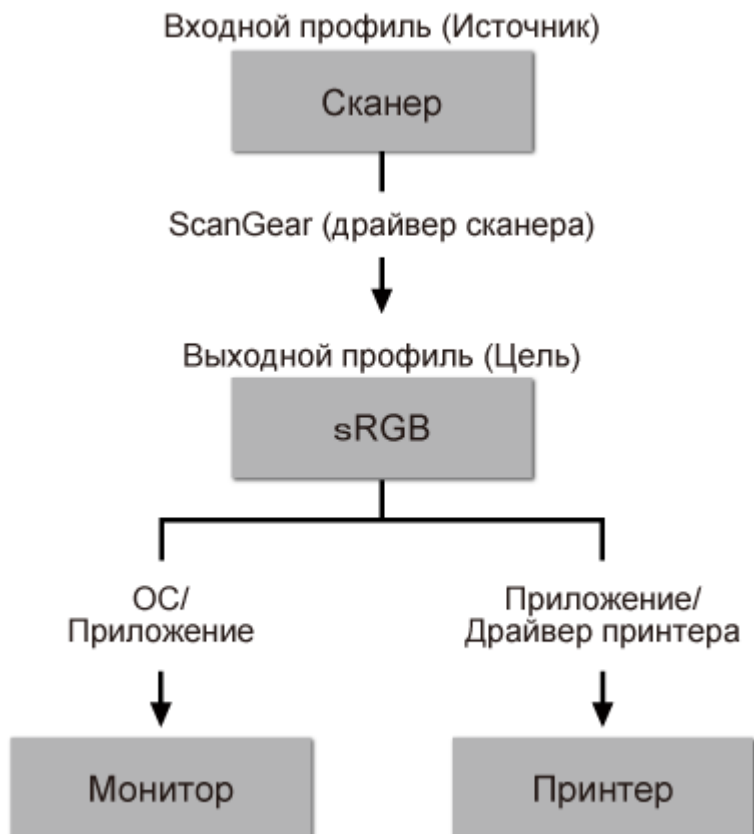 Входной профиль (Источник)
Сканер
ScanGear (драйвер сканера)
Выходной профиль (Цель)
sRGB
ОС/
Приложение
Приложение/
Драйвер принтера
Монитор
Принтер